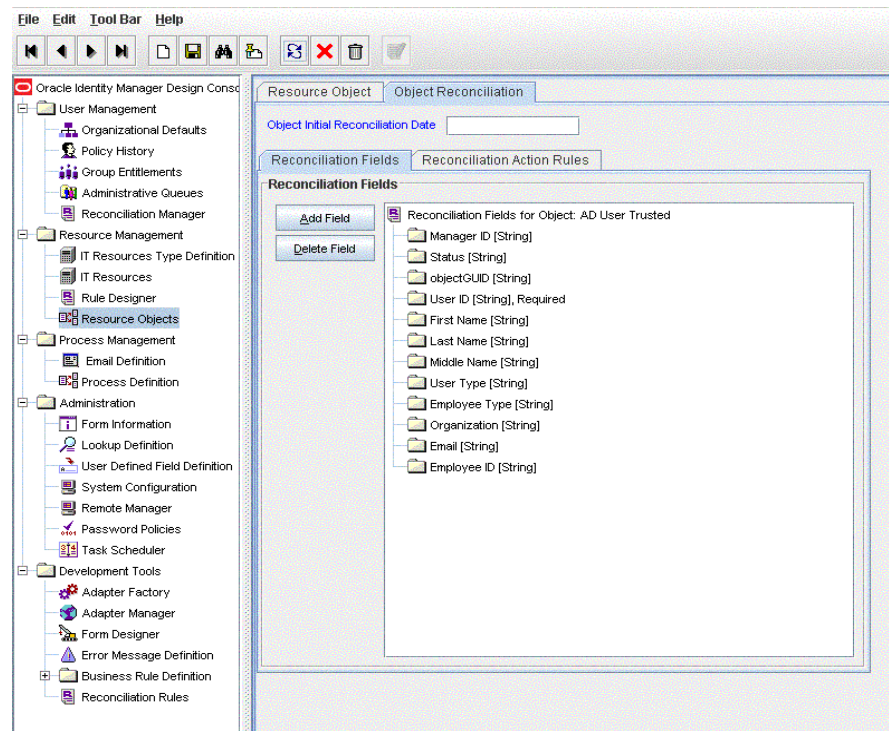 File Edit Tool Bar Help
Oracle Identity Manager Design Consc
User Management
Organizational Defaults
Policy History
Group Entitlements
Administrative Queues
Reconciliation Manager
Resource Management
IT Resources Type Definition
IT Resources
Rule Designer
Resource Objects
Process Management
Email Definition
Process Definition
Administration
Form Information
Lookup Definition
User Defined Field Definition
System Configuration
Remote Manager
Password Policies
Task Scheduler
Development Tools
Adapter Factory
Adapter Manager
Form Designer
Error Message Definition
Business Rule Definition
Reconciliation Rules
Resource Object Object Reconciliation
Object Initial Reconciliation Date
Reconciliation Fields Reconciliation Action Rules
Reconciliation Fields
Add Field
Delete Field
Reconciliation Fields for Object: AD User Trusted
Manager ID [String]
Status [String]
objectGUID [String]
User ID [String], Required
First Name [String]
Last Name [String]
Middle Name [String]
User Type [String]
Employee Type [String]
Organization [String]
Email [String]
Employee ID [String]